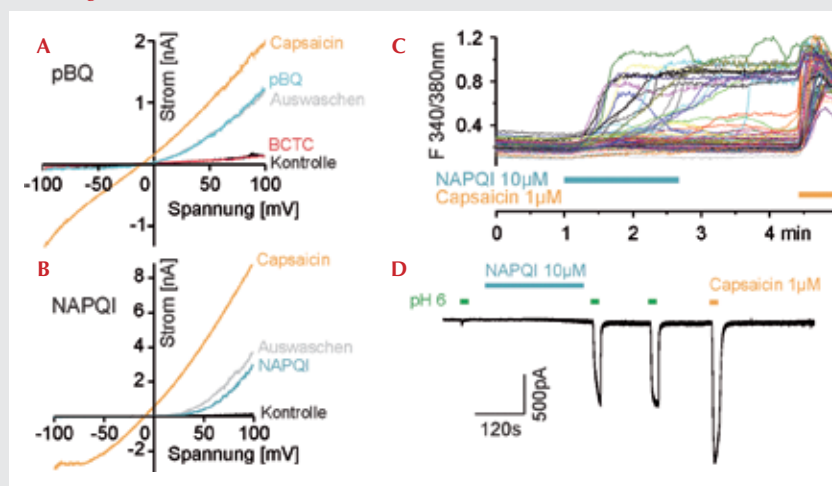 A
pBQ
Strom [nA]
2
1
-1
Capsaicin
pBQ
Auswaschen
BCTC
Kontrolle
-100
-50
0
50
100
Spannung [mV]
B
NAPQI
Strom [nA]
8
6
4
2
-2
Capsaicin
Auswaschen
NAPQI
Kontrolle
-100
-50
0
50
100
Spannung [mV]
C
F 340/380nm
1.2
0.8
0.4
NAPQI 10µM
Capsaicin 1µM
0 1 2 3 4 min
D
NAPQI 10µM
pH 6
Capsaicin 1µM
500pA
120s